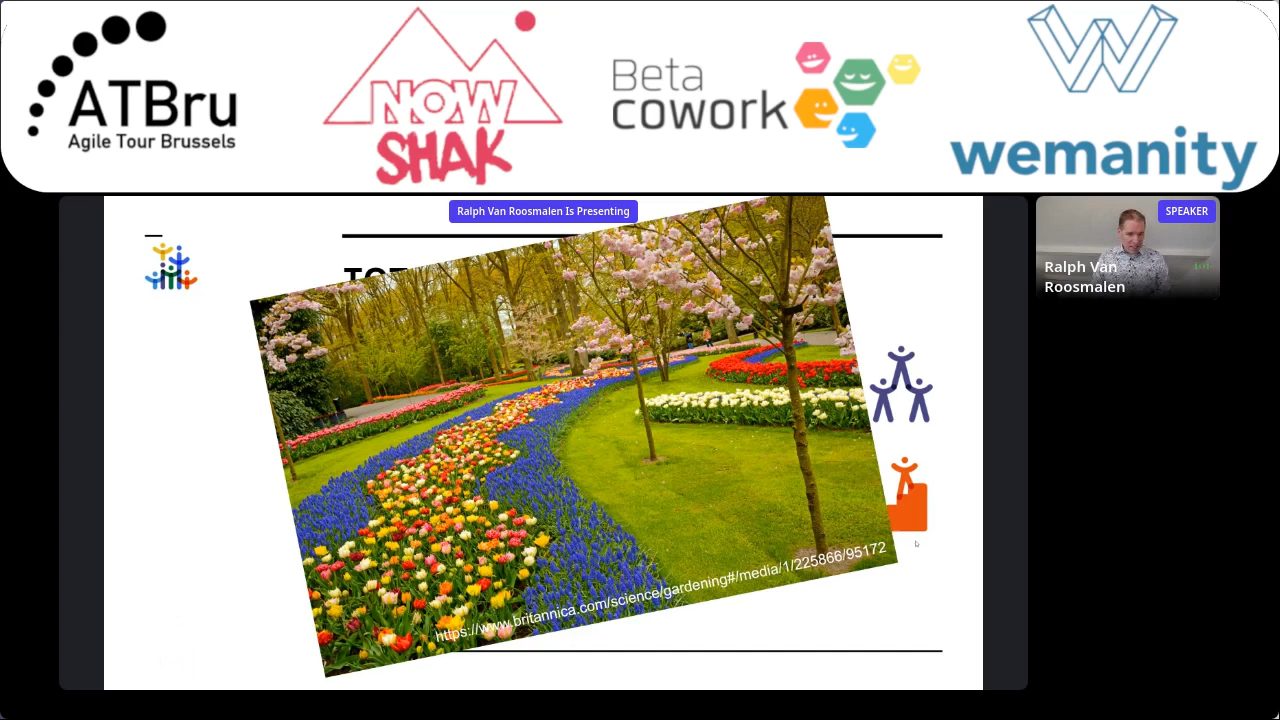 ATBru
Agile Tour Brussels
NOW
SHAK
Beta
cowork
wemanity
Ralph Van Roosmalen Is Presenting
SPEAKER
Ralph Van
Roosmalen
https://www.britannica.com/science/gardening#/media/1/225866/95172